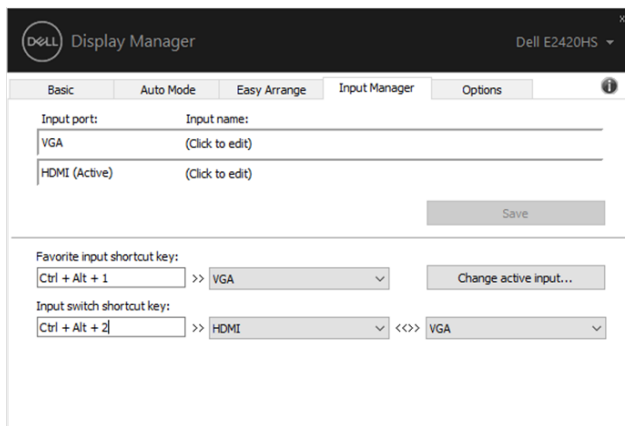 x
DELL Display Manager Dell E2420HS
Basic Auto Mode Easy Arrange Input Manager Options i
Input port: Input name:
VGA (Click to edit)
HDMI (Active) (Click to edit)
Save
Favorite input shortcut key:
Ctrl + Alt + 1 >> VGA Change active input...
Input switch shortcut key:
Ctrl + Alt + 2 >> HDMI <<>> VGA